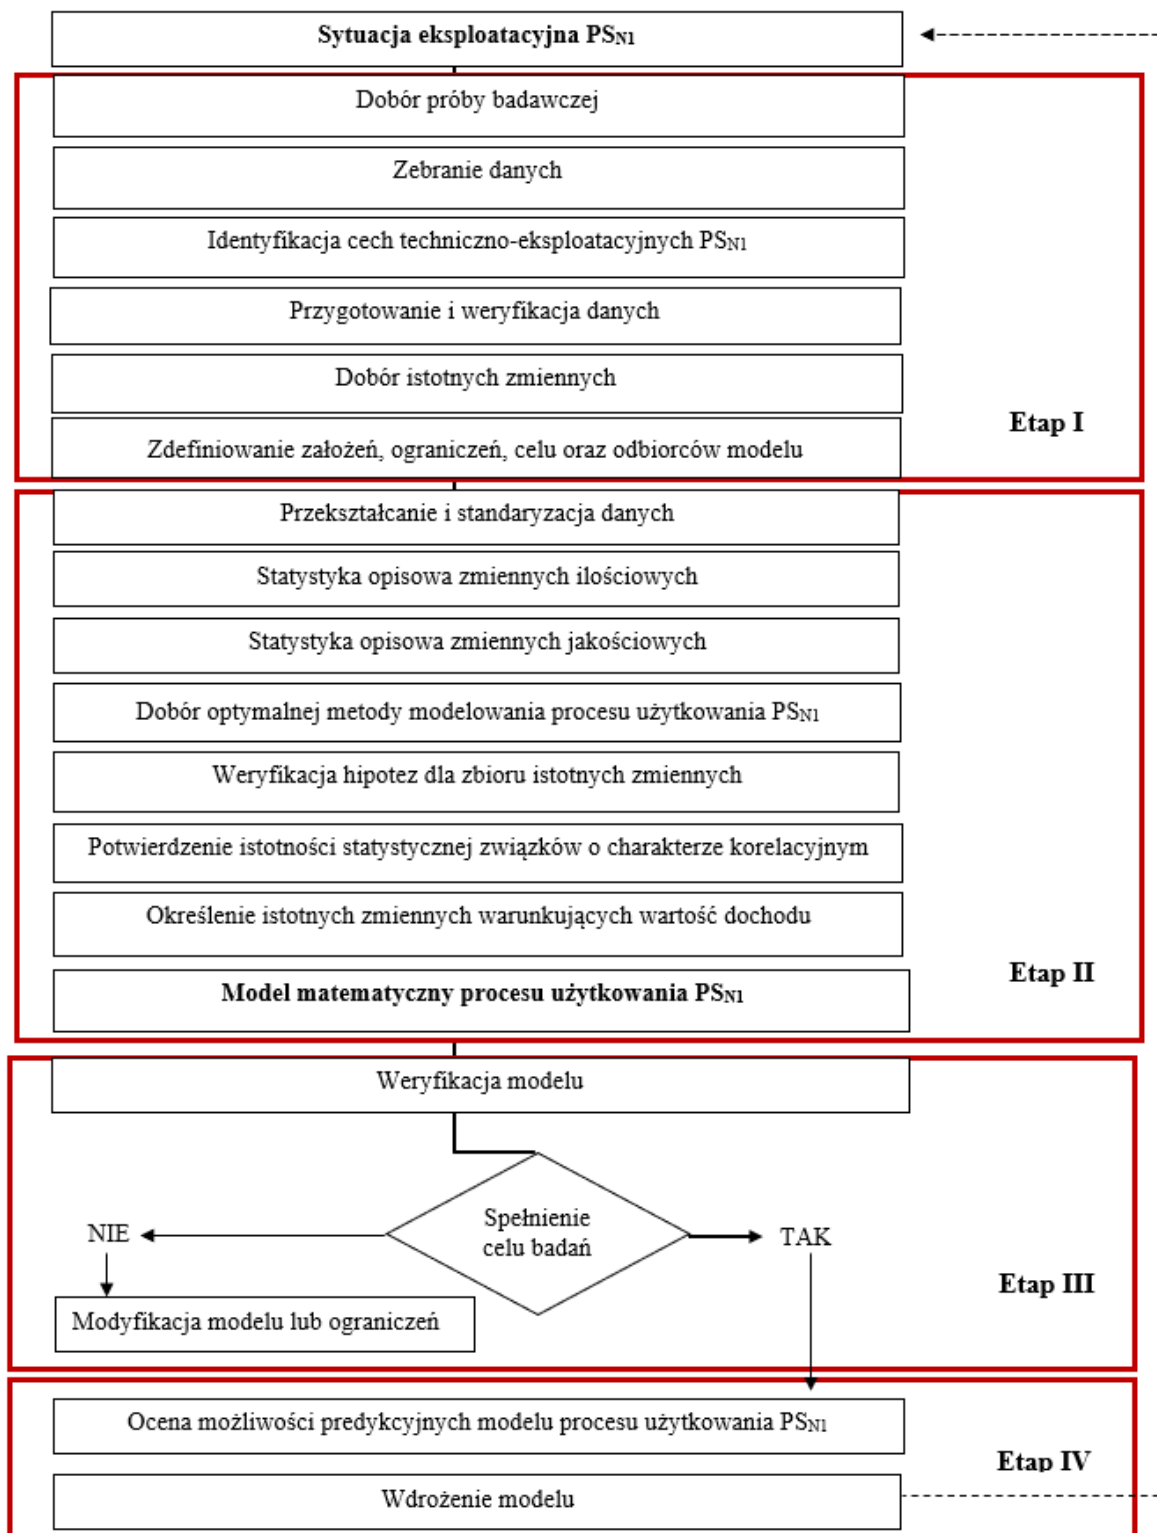 Sytuacja eksploatacyjna PSN1
Dobór próby badawczej
Zebranie danych
Identyfikacja cech techniczno-eksploatacyjnych PSN1
Przygotowanie i weryfikacja danych
Dobór istotnych zmiennych
Zdefiniowanie założeń, ograniczeń, celu oraz odbiorców modelu
Etap I
Przekształcanie i standaryzacja danych
Statystyka opisowa zmiennych ilościowych
Statystyka opisowa zmiennych jakościowych
Dobór optymalnej metody modelowania procesu użytkowania PSN1
Weryfikacja hipotez dla zbioru istotnych zmiennych
Potwierdzenie istotności statystycznej związków o charakterze korelacyjnym
Określenie istotnych zmiennych warunkujących wartość dochodu
Model matematyczny procesu użytkowania PSN1
Etap II
Weryfikacja modelu
Spełnienie
celu badań
NIE
TAK
Modyfikacja modelu lub ograniczeń
Etap III
Ocena możliwości predykcyjnych modelu procesu użytkowania PSN1
Wdrożenie modelu
Etap IV